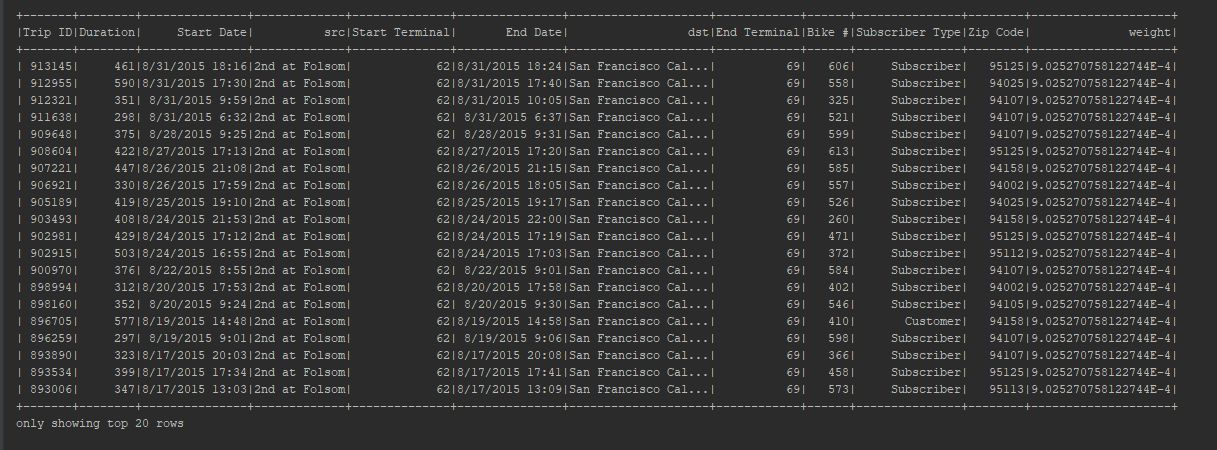 +-------+--------+---------------+-------------+--------------+---------------+--------------------+------------+------+---------------+--------+--------------------+
|Trip ID|Duration|     Start Date|          src|Start Terminal|       End Date|                 dst|End Terminal|Bike #|Subscriber Type|Zip Code|              weight|
+-------+--------+---------------+-------------+--------------+---------------+--------------------+------------+------+---------------+--------+--------------------+
| 913145|     461|8/31/2015 18:16|2nd at Folsom|            62|8/31/2015 18:24|San Francisco Cal...|          69|   606|     Subscriber|   95125|9.025270758122744E-4|
| 912955|     590|8/31/2015 17:30|2nd at Folsom|            62|8/31/2015 17:40|San Francisco Cal...|          69|   558|     Subscriber|   94025|9.025270758122744E-4|
| 912321|     351| 8/31/2015 9:59|2nd at Folsom|            62|8/31/2015 10:05|San Francisco Cal...|          69|   325|     Subscriber|   94107|9.025270758122744E-4|
| 911638|     298| 8/31/2015 6:32|2nd at Folsom|            62| 8/31/2015 6:37|San Francisco Cal...|          69|   521|     Subscriber|   94107|9.025270758122744E-4|
| 909648|     375| 8/28/2015 9:25|2nd at Folsom|            62| 8/28/2015 9:31|San Francisco Cal...|          69|   599|     Subscriber|   94107|9.025270758122744E-4|
| 908604|     422|8/27/2015 17:13|2nd at Folsom|            62|8/27/2015 17:20|San Francisco Cal...|          69|   613|     Subscriber|   95125|9.025270758122744E-4|
| 907221|     447|8/26/2015 21:08|2nd at Folsom|            62|8/26/2015 21:15|San Francisco Cal...|          69|   585|     Subscriber|   94158|9.025270758122744E-4|
| 906921|     330|8/26/2015 17:59|2nd at Folsom|            62|8/26/2015 18:05|San Francisco Cal...|          69|   557|     Subscriber|   94002|9.025270758122744E-4|
| 905189|     419|8/25/2015 19:10|2nd at Folsom|            62|8/25/2015 19:17|San Francisco Cal...|          69|   526|     Subscriber|   94025|9.025270758122744E-4|
| 903493|     408|8/24/2015 21:53|2nd at Folsom|            62|8/24/2015 22:00|San Francisco Cal...|          69|   260|     Subscriber|   94158|9.025270758122744E-4|
| 902981|     429|8/24/2015 17:12|2nd at Folsom|            62|8/24/2015 17:19|San Francisco Cal...|          69|   471|     Subscriber|   95125|9.025270758122744E-4|
| 902915|     503|8/24/2015 16:55|2nd at Folsom|            62|8/24/2015 17:03|San Francisco Cal...|          69|   372|     Subscriber|   95112|9.025270758122744E-4|
| 900970|     376| 8/22/2015 8:55|2nd at Folsom|            62| 8/22/2015 9:01|San Francisco Cal...|          69|   584|     Subscriber|   94107|9.025270758122744E-4|
| 898994|     312|8/20/2015 17:53|2nd at Folsom|            62|8/20/2015 17:58|San Francisco Cal...|          69|   402|     Subscriber|   94002|9.025270758122744E-4|
| 898160|     352| 8/20/2015 9:24|2nd at Folsom|            62| 8/20/2015 9:30|San Francisco Cal...|          69|   546|     Subscriber|   94105|9.025270758122744E-4|
| 896705|     577|8/19/2015 14:48|2nd at Folsom|            62|8/19/2015 14:58|San Francisco Cal...|          69|   410|       Customer|   94158|9.025270758122744E-4|
| 896259|     297| 8/19/2015 9:01|2nd at Folsom|            62| 8/19/2015 9:06|San Francisco Cal...|          69|   598|     Subscriber|   94107|9.025270758122744E-4|
| 893890|     323|8/17/2015 20:03|2nd at Folsom|            62|8/17/2015 20:08|San Francisco Cal...|          69|   366|     Subscriber|   94107|9.025270758122744E-4|
| 893534|     399|8/17/2015 17:34|2nd at Folsom|            62|8/17/2015 17:41|San Francisco Cal...|          69|   458|     Subscriber|   95125|9.025270758122744E-4|
| 893006|     347|8/17/2015 13:03|2nd at Folsom|            62|8/17/2015 13:09|San Francisco Cal...|          69|   573|     Subscriber|   95113|9.025270758122744E-4|
+-------+--------+---------------+-------------+--------------+---------------+--------------------+------------+------+---------------+--------+--------------------+
only showing top 20 rows